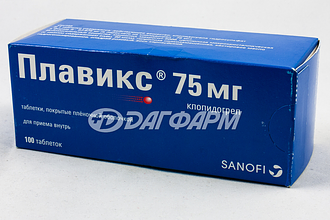 Плавикс® 75 мг
клопидогрел
таблетки, покрытые плёночной оболочкой
ДАГФАРМ
для приема внутрь
100 таблеток
SANOFI